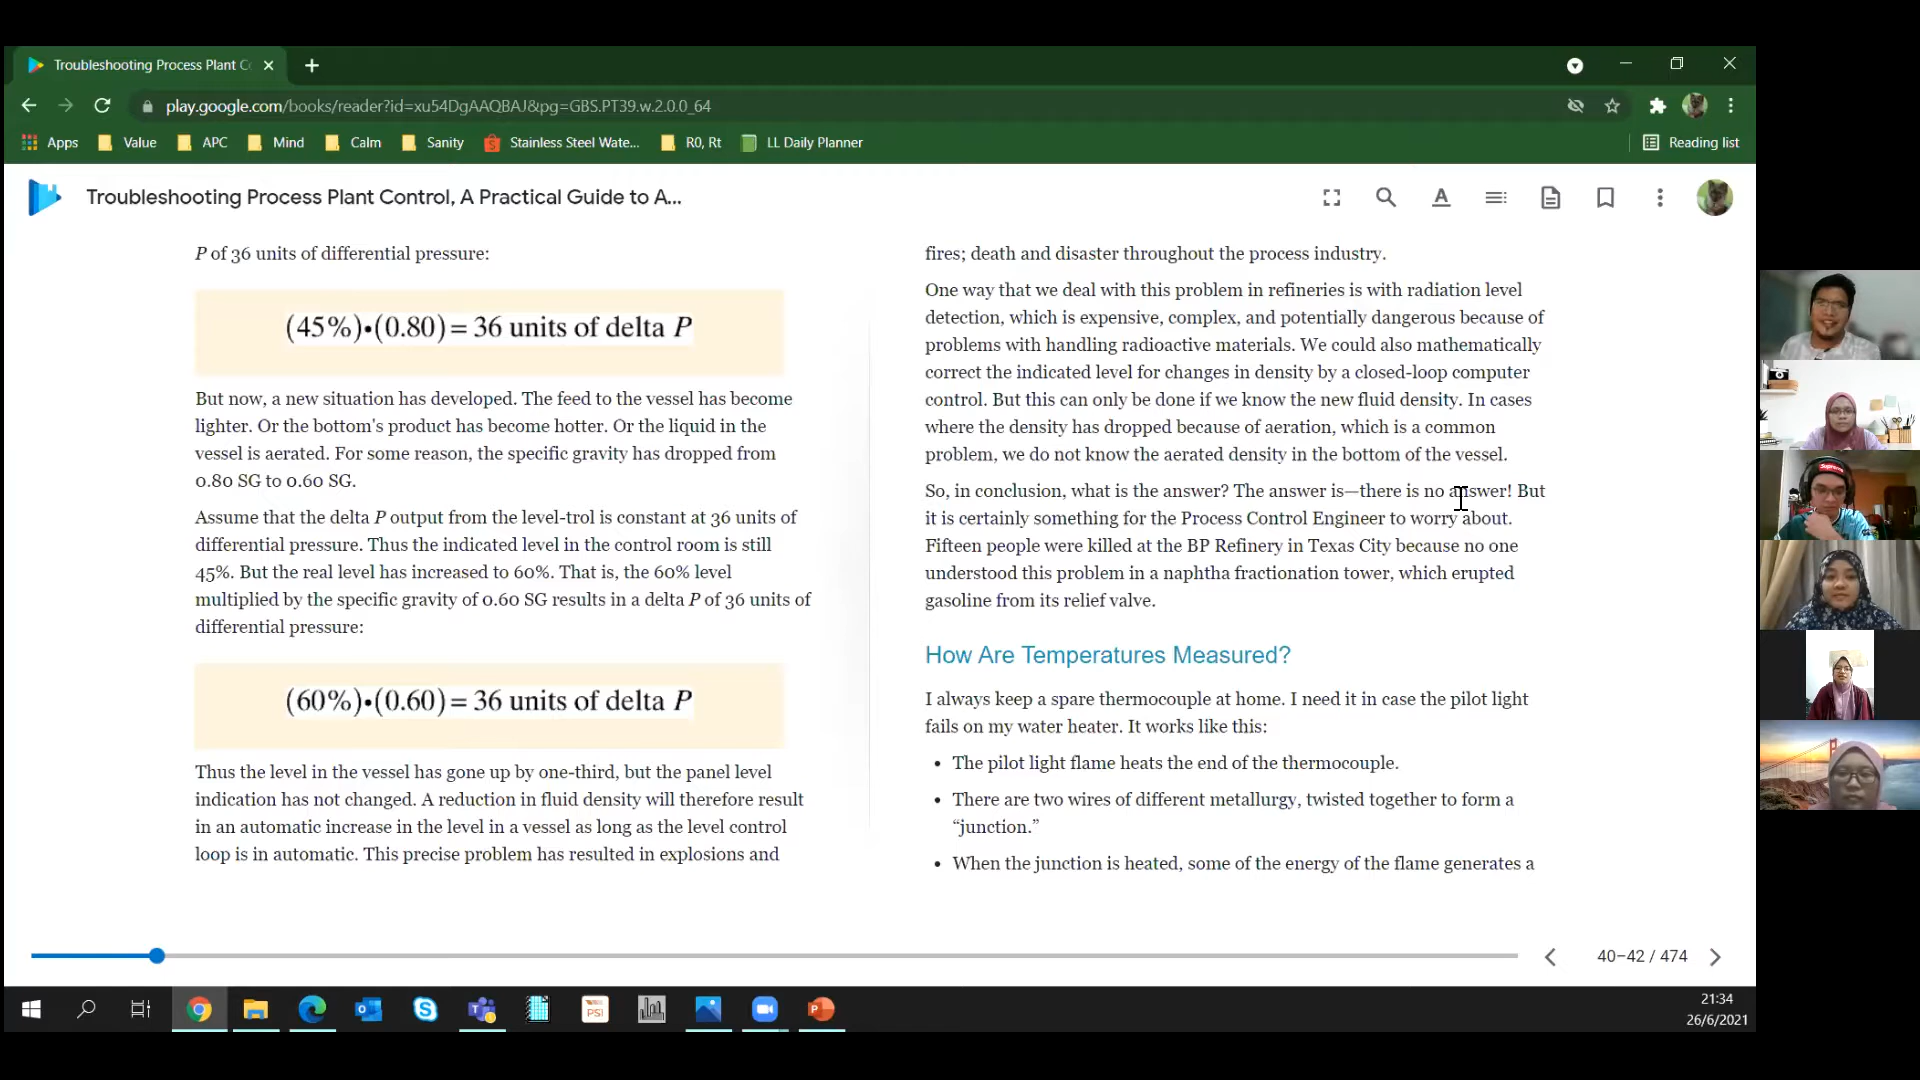 Troubleshooting Process Plant C
play.google.com/books/reader?id=xu54DgAAQBAJ&pg=GBS.PT39.w.2.0.0_64
Apps
Value
APC
Mind
Calm
Sanity
Stainless Steel Wate...
R0, Rt
LL Daily Planner
Reading list
Troubleshooting Process Plant Control, A Practical Guide to A...
P of 36 units of differential pressure:
(45%)•(0.80) = 36 units of delta P
But now, a new situation has developed. The feed to the vessel has become
lighter. Or the bottom's product has become hotter. Or the liquid in the
vessel is aerated. For some reason, the specific gravity has dropped from
0.80 SG to 0.60 SG.
Assume that the delta P output from the level-trol is constant at 36 units of
differential pressure. Thus the indicated level in the control room is still
45%. But the real level has increased to 60%. That is, the 60% level
multiplied by the specific gravity of 0.60 SG results in a delta P of 36 units of
differential pressure:
(60%)•(0.60) = 36 units of delta P
Thus the level in the vessel has gone up by one-third, but the panel level
indication has not changed. A reduction in fluid density will therefore result
in an automatic increase in the level in a vessel as long as the level control
loop is in automatic. This precise problem has resulted in explosions and
fires; death and disaster throughout the process industry.
One way that we deal with this problem in refineries is with radiation level
detection, which is expensive, complex, and potentially dangerous because of
problems with handling radioactive materials. We could also mathematically
correct the indicated level for changes in density by a closed-loop computer
control. But this can only be done if we know the new fluid density. In cases
where the density has dropped because of aeration, which is a common
problem, we do not know the aerated density in the bottom of the vessel.
So, in conclusion, what is the answer? The answer is—there is no answer! But
it is certainly something for the Process Control Engineer to worry about.
Fifteen people were killed at the BP Refinery in Texas City because no one
understood this problem in a naphtha fractionation tower, which erupted
gasoline from its relief valve.
How Are Temperatures Measured?
I always keep a spare thermocouple at home. I need it in case the pilot light
fails on my water heater. It works like this:
• The pilot light flame heats the end of the thermocouple.
• There are two wires of different metallurgy, twisted together to form a
“junction.”
• When the junction is heated, some of the energy of the flame generates a
40–42 / 474
PSI
21:34
26/6/2021
Supreme